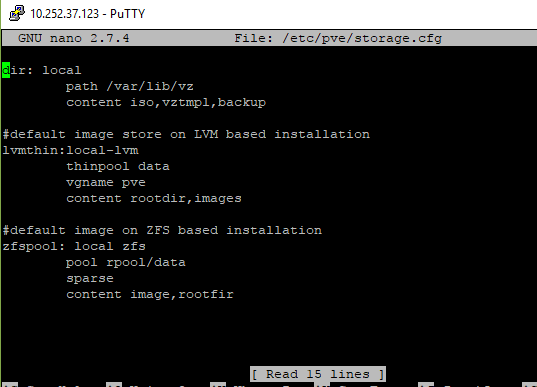 10.252.37.123 - PuTTY
GNU nano 2.7.4 File: /etc/pve/storage.cfg
dir: local
path /var/lib/vz
content iso,vztmpl,backup
#default image store on LVM based installation
lvmthin:local-lvm
thinpool data
vgname pve
content rootdir,images
#default image on ZFS based installation
zfspool: local zfs
pool rpool/data
sparse
content image,rootfir
[ Read 15 lines ]